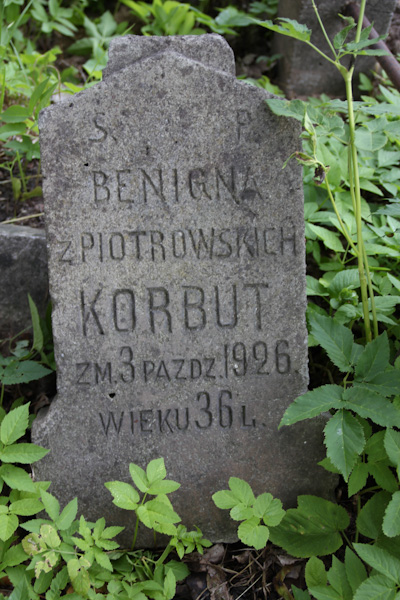 S. P.
BENIGNA
Z PIOTROWSKICH
KORBUT
ZM. 3 PAZDZ. 1926.
WIEKU 36 L.